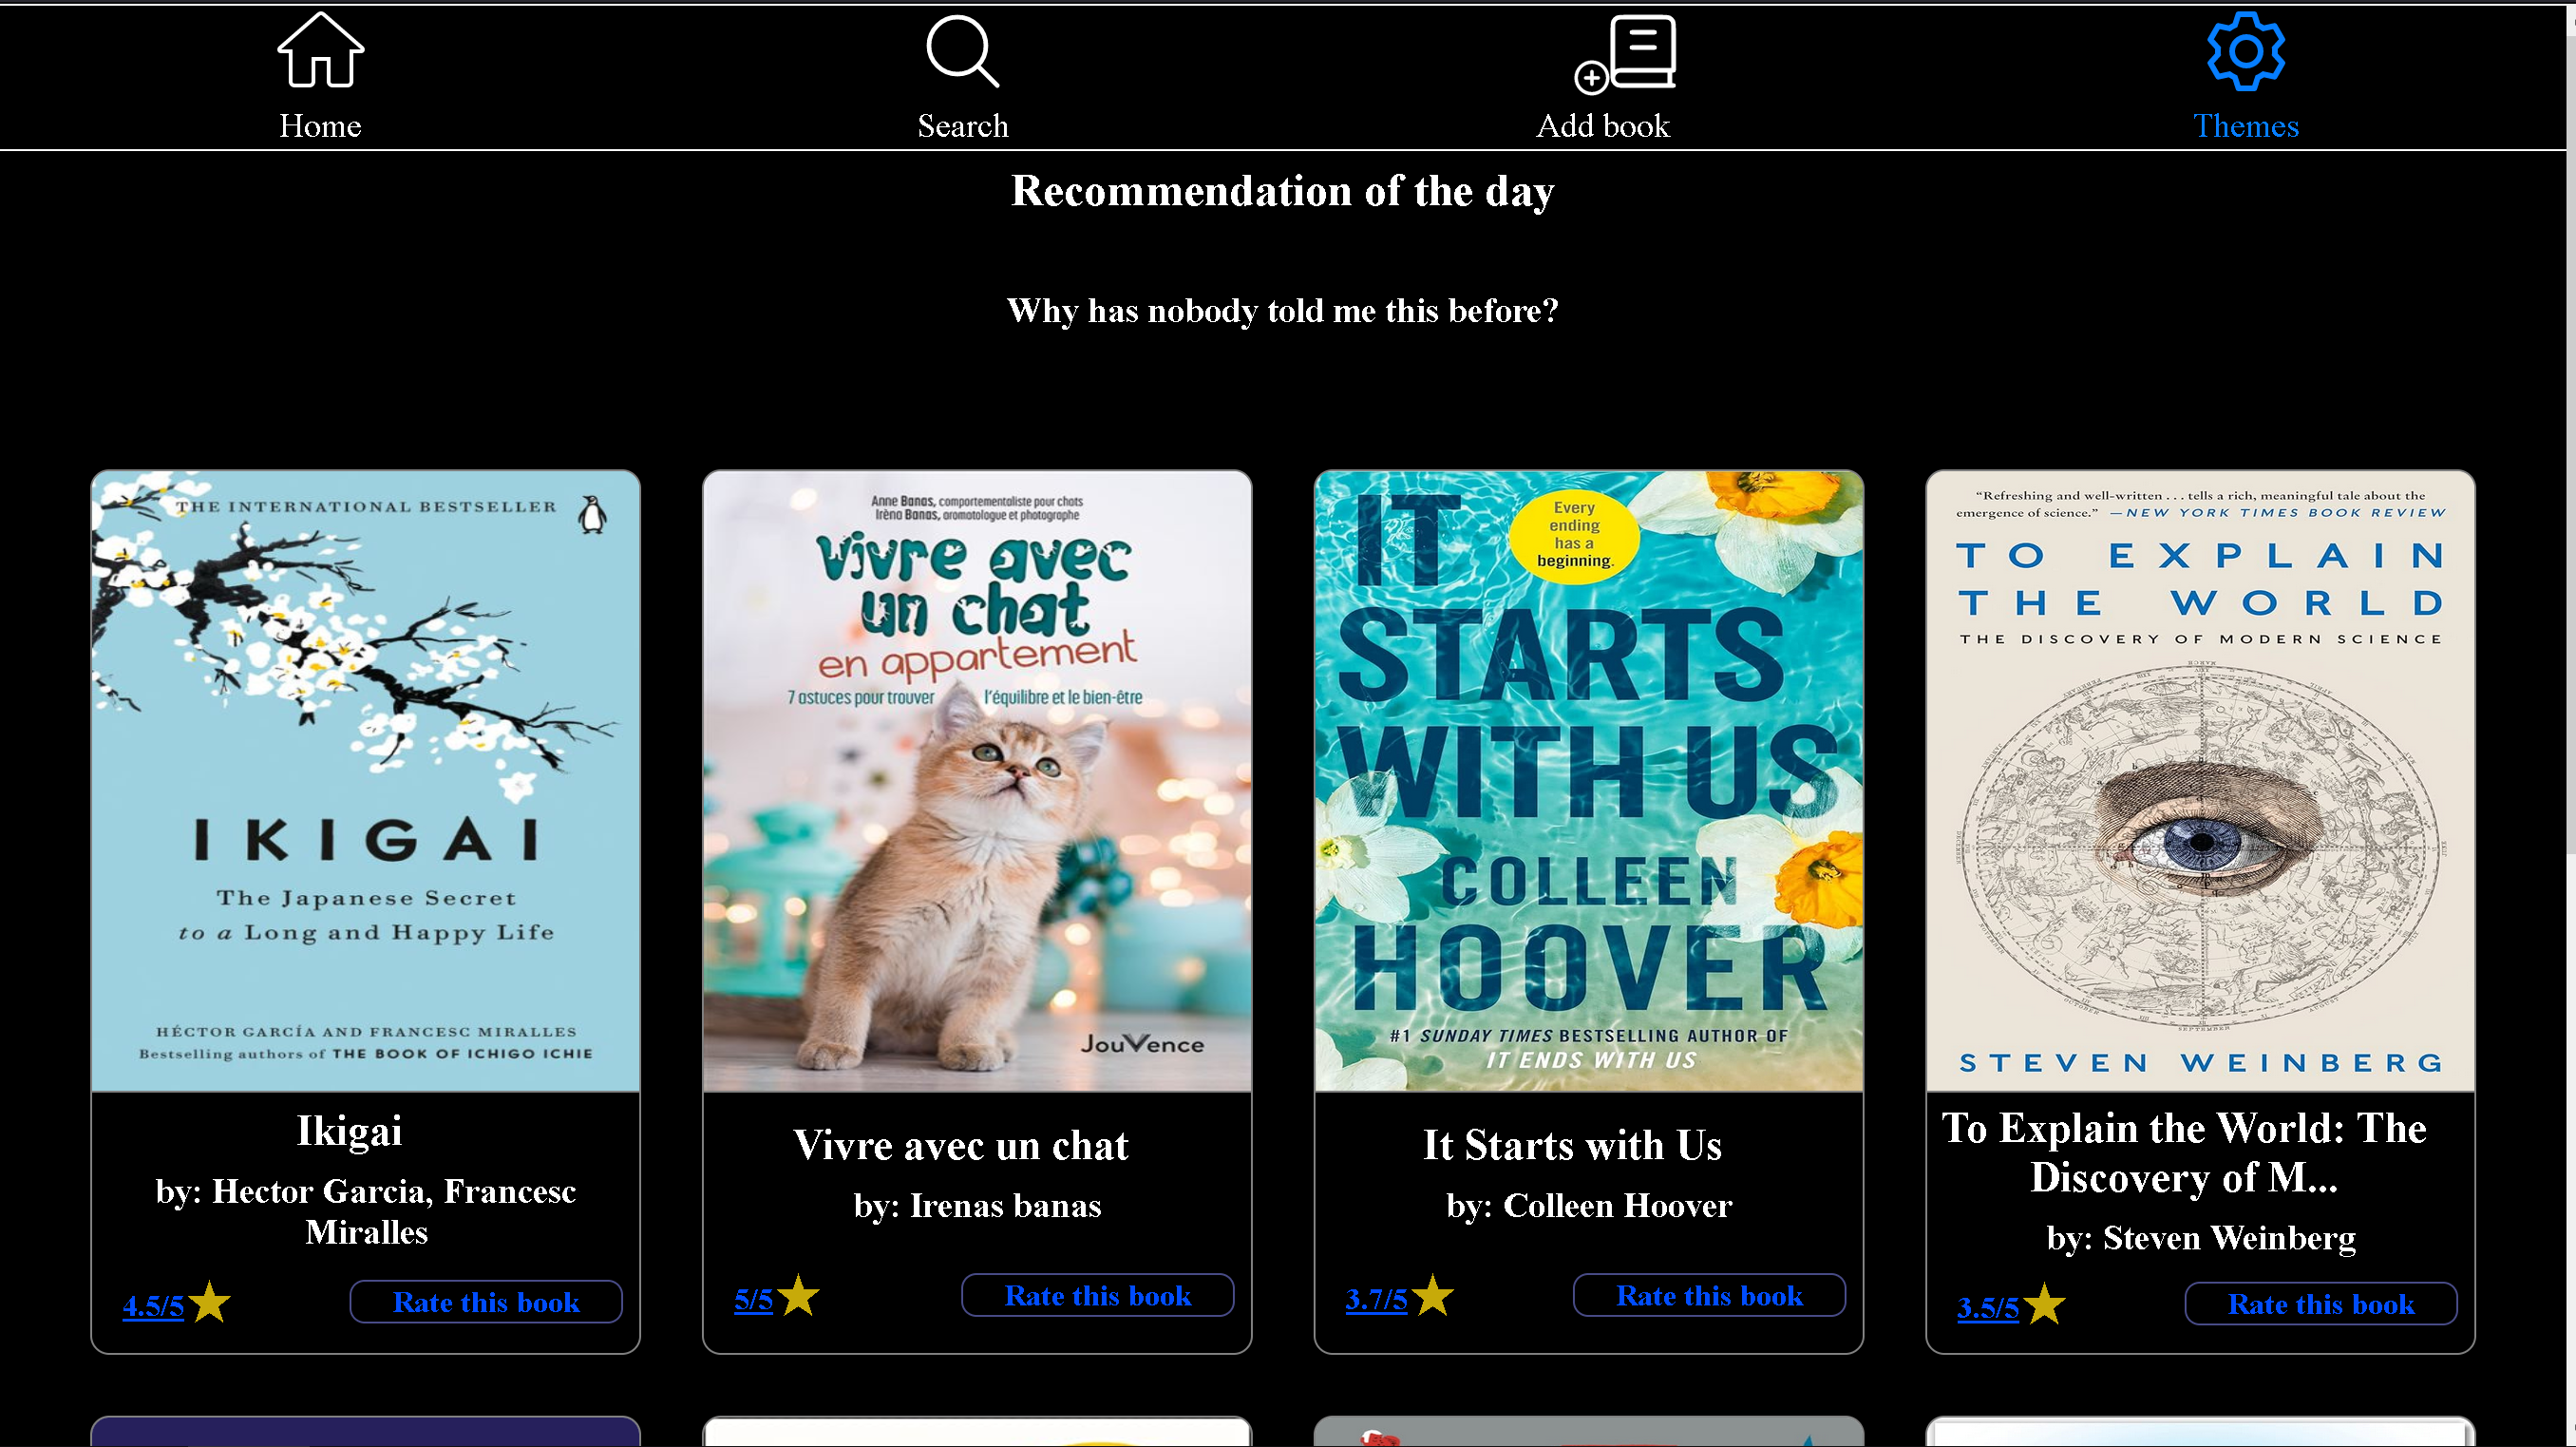 Home
Search
Add book
Themes
Recommendation of the day
Why has nobody told me this before?
THE INTERNATIONAL BESTSELLER
IKIGAI
The Japanese Secret
to a Long and Happy Life
HÉCTOR GARCÍA AND FRANCESC MIRALLES
Bestselling authors of THE BOOK OF ICHIGO ICHIE
Ikigai
by: Hector Garcia, Francesc
Miralles
4.5/5
Rate this book
Anne Banas, comportementaliste pour chats
Irèna Banas, aromatologue et photographe
vivre avec
un chat
en appartement
7 astuces pour trouver l'équilibre et le bien-être
JouVence
Vivre avec un chat
by: Irenas banas
5/5
Rate this book
Every
ending
has a
beginning.
IT
STARTS
WITH US
COLLEEN
HOOVER
#1 SUNDAY TIMES BESTSELLING AUTHOR OF
IT ENDS WITH US
It Starts with Us
by: Colleen Hoover
3.7/5
Rate this book
“Refreshing and well-written . . . tells a rich, meaningful tale about the
emergence of science.” —NEW YORK TIMES BOOK REVIEW
TO EXPLAIN
THE WORLD
THE DISCOVERY OF MODERN SCIENCE
STEVEN WEINBERG
To Explain the World: The
Discovery of M...
by: Steven Weinberg
3.5/5
Rate this book